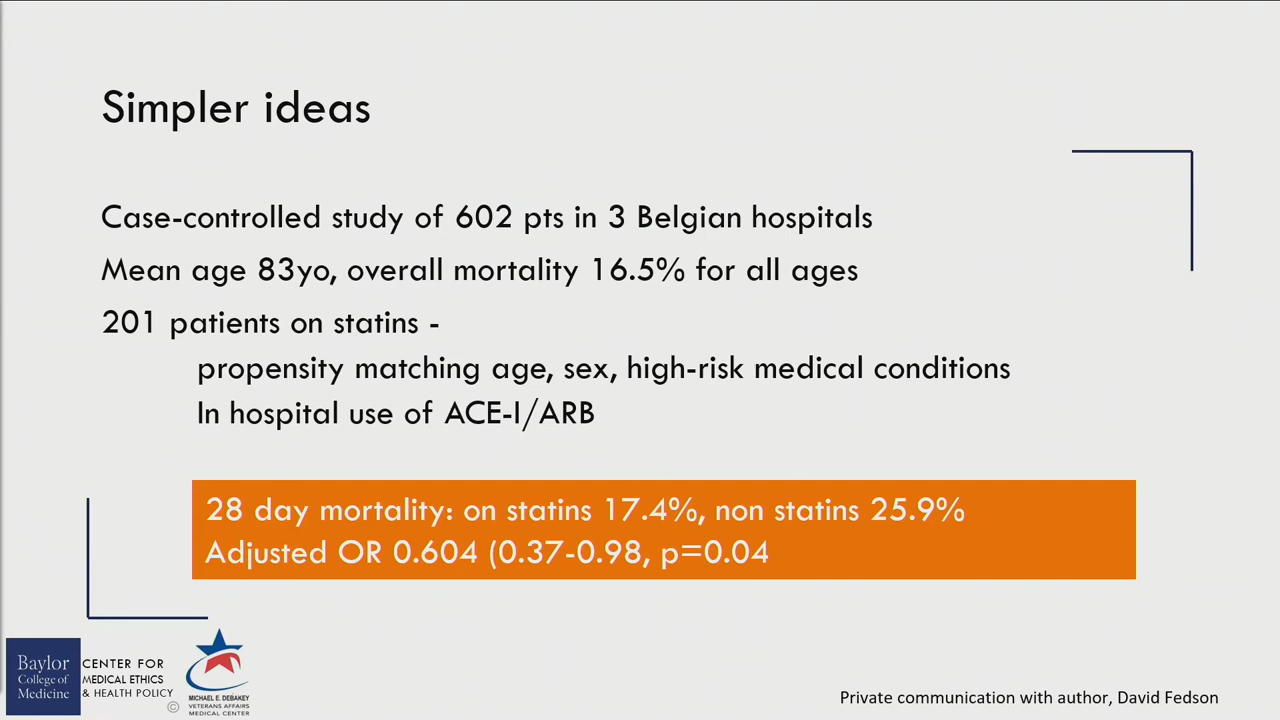 Simpler ideas
Case-controlled study of 602 pts in 3 Belgian hospitals
Mean age 83yo, overall mortality 16.5% for all ages
201 patients on statins -
propensity matching age, sex, high-risk medical conditions
In hospital use of ACE-I/ARB
28 day mortality: on statins 17.4%, non statins 25.9%
Adjusted OR 0.604 (0.37-0.98, p=0.04
Baylor
College of
Medicine
CENTER FOR
MEDICAL ETHICS
& HEALTH POLICY
©
MICHAEL E. DEBAKEY
VETERANS AFFAIRS
MEDICAL CENTER
Private communication with author, David Fedson